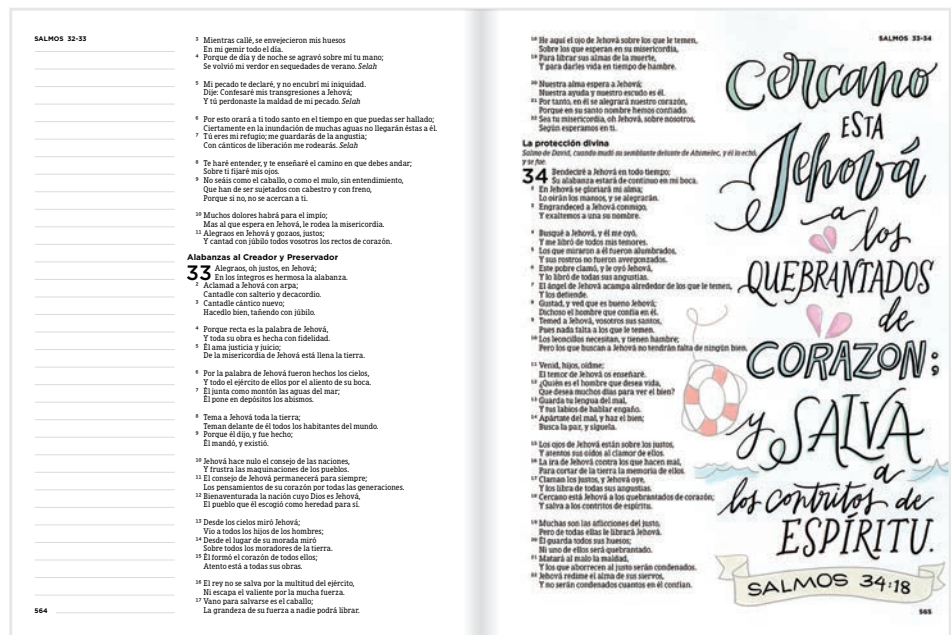 SALMOS 32-33
3 Mientras callé, se envejecieron mis huesos
En mi gemir todo el día.
4 Porque de día y de noche se agravó sobre mí tu mano;
Se volvió mi verdor en sequedades de verano. Selah
5 Mi pecado te declaré, y no encubrí mi iniquidad.
Dije: Confesaré mis transgresiones a Jehová;
Y tú perdonaste la maldad de mi pecado. Selah
6 Por esto orará a ti todo santo en el tiempo en que puedas ser hallado;
Ciertamente en la inundación de muchas aguas no llegarán éstas a él.
7 Tú eres mi refugio; me guardarás de la angustia;
Con cánticos de liberación me rodearás. Selah
8 Te haré entender, y te enseñaré el camino en que debes andar;
Sobre ti fijaré mis ojos.
9 No seáis como el caballo, o como el mulo, sin entendimiento,
Que han de ser sujetados con cabestro y con freno,
Porque si no, no se acercan a ti.
10 Muchos dolores habrá para el impío;
Mas al que espera en Jehová, le rodea la misericordia.
11 Alegraos en Jehová y gozaos, justos;
Y cantad con júbilo todos vosotros los rectos de corazón.
Alabanzas al Creador y Preservador
33 Alegraos, oh justos, en Jehová;
En los íntegros es hermosa la alabanza.
2 Aclamad a Jehová con arpa;
Cantadle con salterio y decacordio.
3 Cantadle cántico nuevo;
Hacedlo bien, tañendo con júbilo.
4 Porque recta es la palabra de Jehová,
Y toda su obra es hecha con fidelidad.
5 Él ama justicia y juicio;
De la misericordia de Jehová está llena la tierra.
6 Por la palabra de Jehová fueron hechos los cielos,
Y todo el ejército de ellos por el aliento de su boca.
7 Él junta como montón las aguas del mar;
Él pone en depósitos los abismos.
8 Tema a Jehová toda la tierra;
Teman delante de él todos los habitantes del mundo.
9 Porque él dijo, y fue hecho;
Él mandó, y existió.
10 Jehová hace nulo el consejo de las naciones,
Y frustra las maquinaciones de los pueblos.
11 El consejo de Jehová permanecerá para siempre;
Los pensamientos de su corazón por todas las generaciones.
12 Bienaventurada la nación cuyo Dios es Jehová,
El pueblo que él escogió como heredad para sí.
13 Desde los cielos miró Jehová;
Vio a todos los hijos de los hombres;
14 Desde el lugar de su morada miró
Sobre todos los moradores de la tierra.
15 Él formó el corazón de todos ellos;
Atento está a todas sus obras.
16 El rey no se salva por la multitud del ejército,
Ni escapa el valiente por la mucha fuerza.
17 Vano para salvarse es el caballo;
La grandeza de su fuerza a nadie podrá librar.
564
SALMOS 33-34
18 He aquí el ojo de Jehová sobre los que le temen,
Sobre los que esperan en su misericordia,
19 Para librar sus almas de la muerte,
Y para darles vida en tiempo de hambre.
20 Nuestra alma espera a Jehová;
Nuestra ayuda y nuestro escudo es él.
21 Por tanto, en él se alegrará nuestro corazón,
Porque en su santo nombre hemos confiado.
22 Sea tu misericordia, oh Jehová, sobre nosotros,
Según esperamos en ti.
La protección divina
Salmo de David, cuando mudó su semblante delante de Abimelec, y él lo echó,
y se fue.
34 Bendeciré a Jehová en todo tiempo;
Su alabanza estará de continuo en mi boca.
2 En Jehová se gloriará mi alma;
Lo oirán los mansos, y se alegrarán.
3 Engrandeced a Jehová conmigo,
Y exaltemos a una su nombre.
4 Busqué a Jehová, y él me oyó,
Y me libró de todos mis temores.
5 Los que miraron a él fueron alumbrados,
Y sus rostros no fueron avergonzados.
6 Este pobre clamó, y le oyó Jehová,
Y lo libró de todas sus angustias.
7 El ángel de Jehová acampa alrededor de los que le temen,
Y los defiende.
8 Gustad, y ved que es bueno Jehová;
Dichoso el hombre que confía en él.
9 Temed a Jehová, vosotros sus santos,
Pues nada falta a los que le temen.
10 Los leoncillos necesitan, y tienen hambre;
Pero los que buscan a Jehová no tendrán falta de ningún bien.
11 Venid, hijos, oídme;
El temor de Jehová os enseñaré.
12 ¿Quién es el hombre que desea vida,
Que desea muchos días para ver el bien?
13 Guarda tu lengua del mal,
Y tus labios de hablar engaño.
14 Apártate del mal, y haz el bien;
Busca la paz, y síguela.
15 Los ojos de Jehová están sobre los justos,
Y atentos sus oídos al clamor de ellos.
16 La ira de Jehová contra los que hacen mal,
Para cortar de la tierra la memoria de ellos.
17 Claman los justos, y Jehová oye,
Y los libra de todas sus angustias.
18 Cercano está Jehová a los quebrantados de corazón;
Y salva a los contritos de espíritu.
19 Muchas son las aflicciones del justo,
Pero de todas ellas le librará Jehová.
20 Él guarda todos sus huesos;
Ni uno de ellos será quebrantado.
21 Matará al malo la maldad,
Y los que aborrecen al justo serán condenados.
22 Jehová redime el alma de sus siervos,
Y no serán condenados cuantos en él confían.
cercano
ESTÁ
Jehová
a los
QUEBRANTADOS
de
CORAZON;
y SALVA
a
los contritos de
ESPÍRITU.
SALMOS 34:18
565